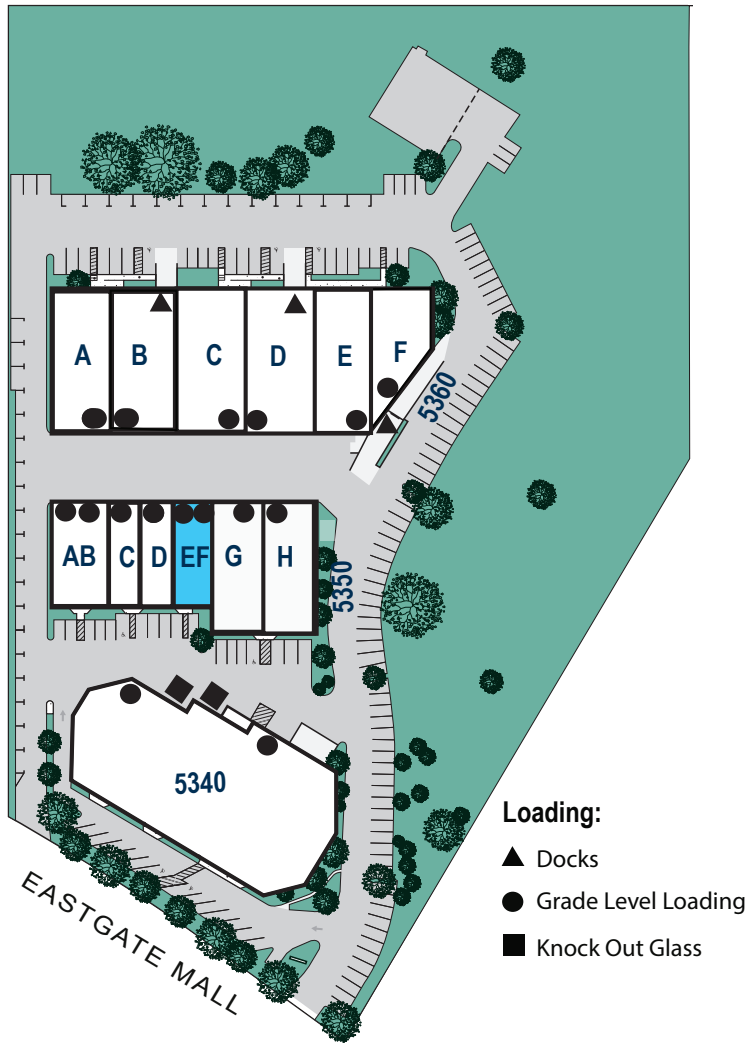 A B C D E F
5360
AB C D EF G H
5350
5340
EASTGATE MALL
Loading:
Docks
Grade Level Loading
Knock Out Glass